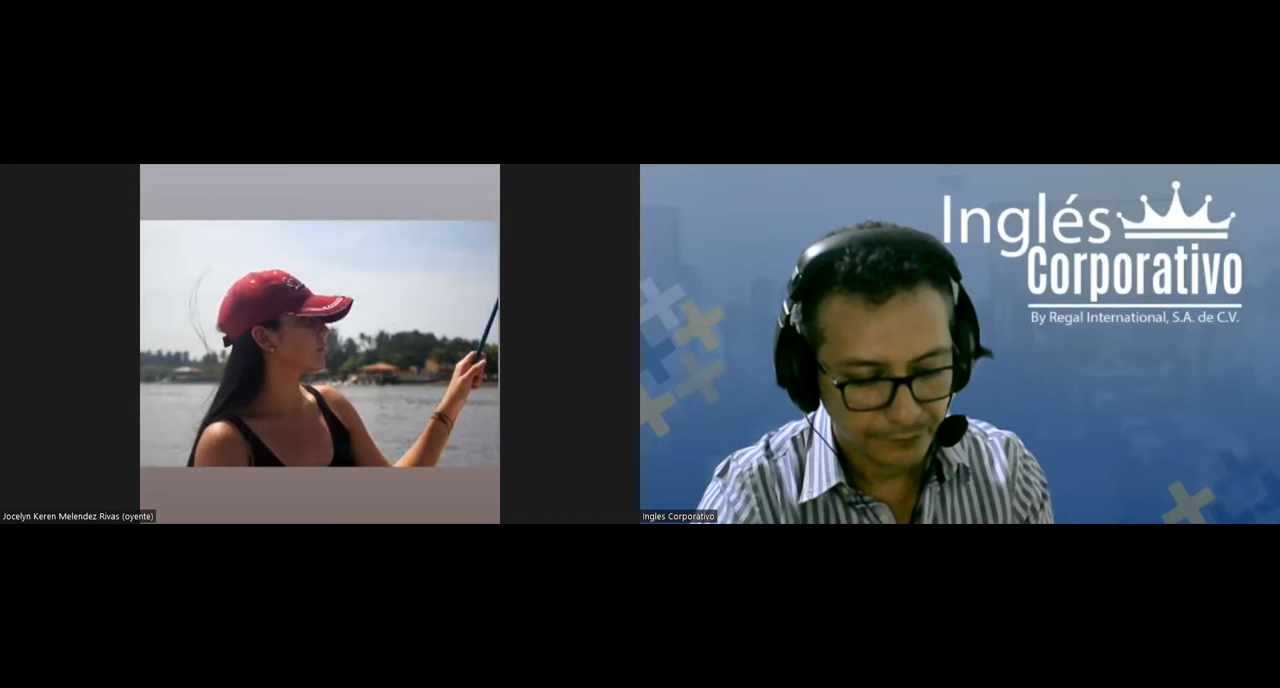 Inglés
Corporativo
By Regal International, S.A. de C.V.
Jocelyn Keren Melendez Rivas (oyente)
Ingles Corporativo